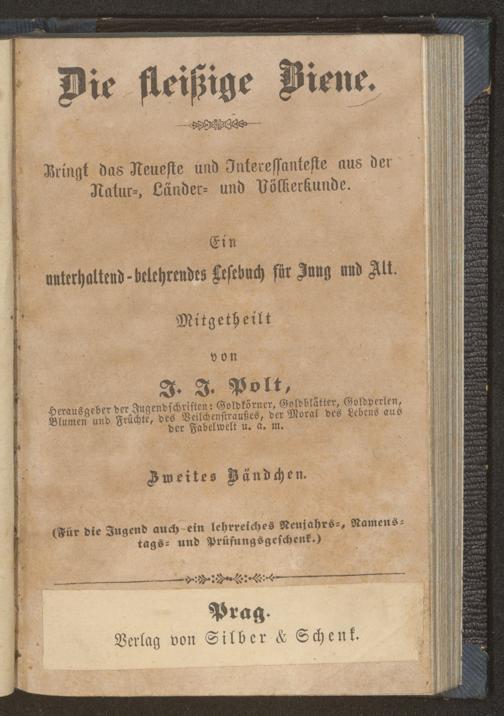 Die fleißige Biene.
Bringt das Neueste und Interessanteste aus der
Natur-, Länder- und Völkerkunde.
Ein
unterhaltend-belehrendes Lesebuch für Jung und Alt.
Mitgetheilt
von
J. J. Polt,
Herausgeber der Jugendschriften: Goldkörner, Goldblätter, Goldperlen,
Blumen und Früchte, des Veilchenstraußes, der Moral des Lebens aus
der Fabelwelt u. a. m.
Zweites Bändchen.
(Für die Jugend auch ein lehrreiches Neujahrs-, Namens-
tags- und Prüfungsgeschenk.)
Prag.
Verlag von Silber & Schenk.